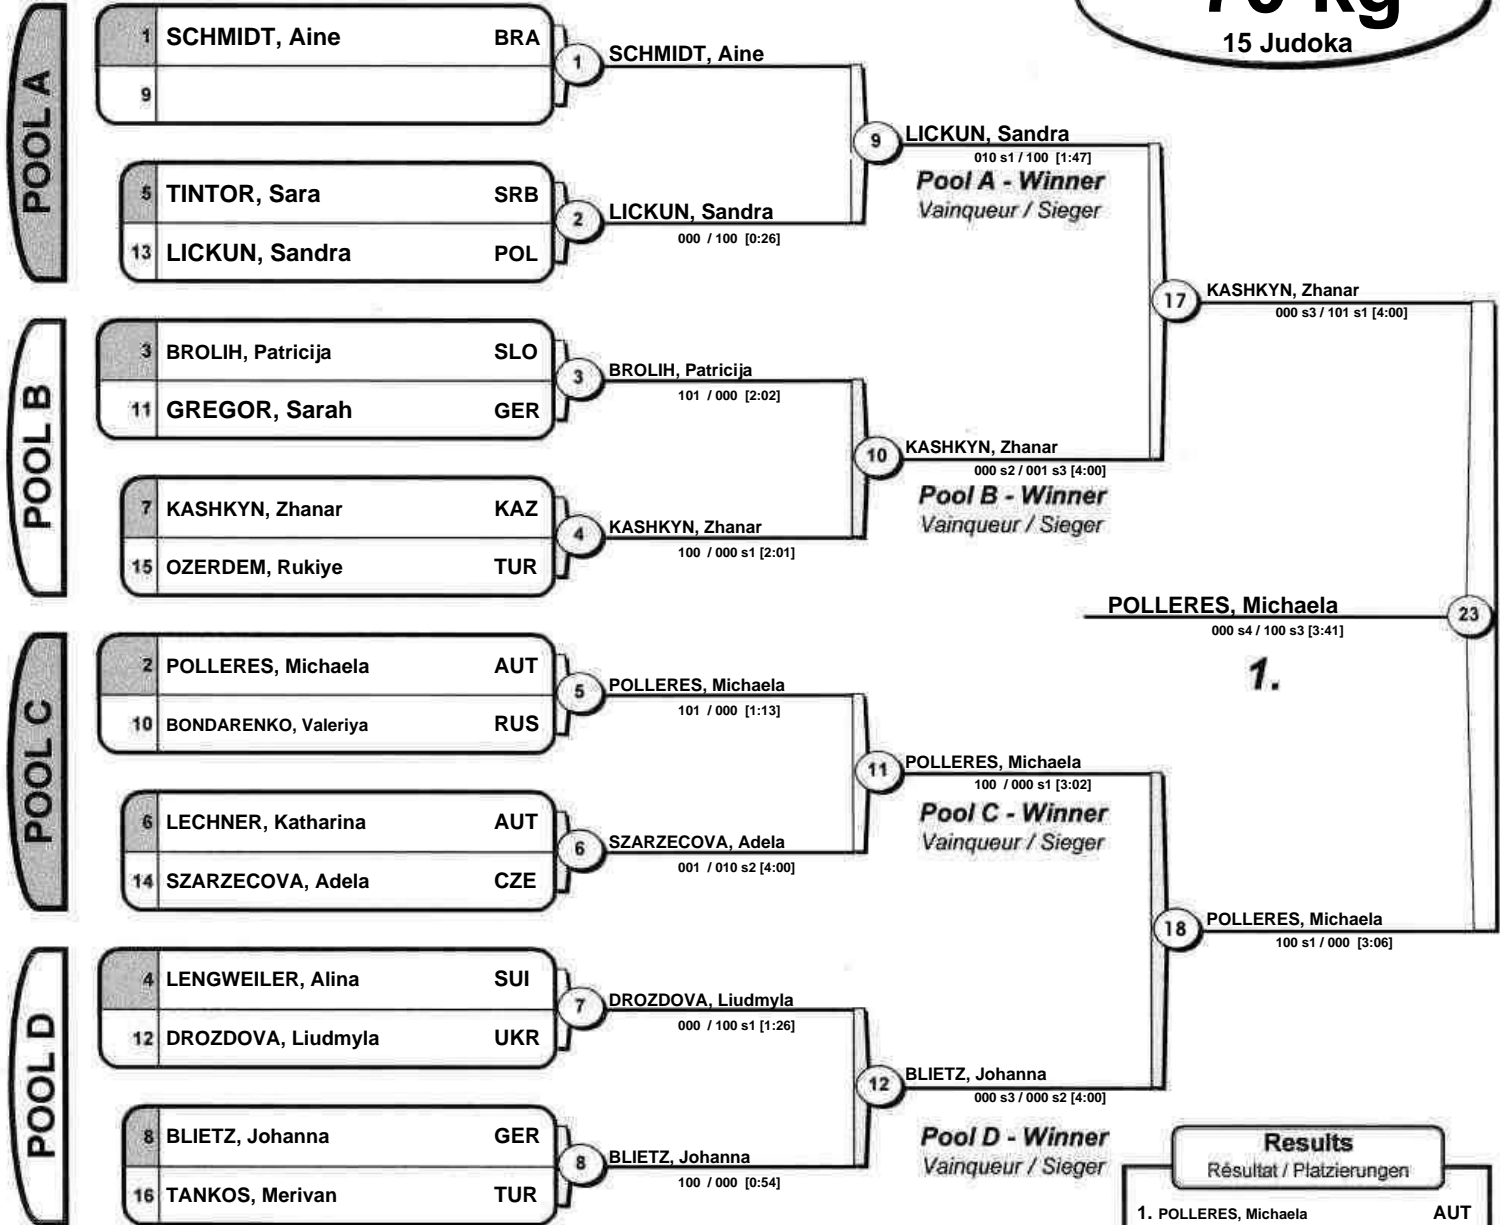 15 Judoka
POOL A
1 SCHMIDT, Aine BRA
9
5 TINTOR, Sara SRB
13 LICKUN, Sandra POL
1 SCHMIDT, Aine
2 LICKUN, Sandra
000 / 100 [0:26]
9 LICKUN, Sandra
010 s1 / 100 [1:47]
Pool A - Winner
Vainqueur / Sieger
POOL B
3 BROLIH, Patricija SLO
11 GREGOR, Sarah GER
7 KASHKYN, Zhanar KAZ
15 OZERDEM, Rukiye TUR
3 BROLIH, Patricija
101 / 000 [2:02]
4 KASHKYN, Zhanar
100 / 000 s1 [2:01]
10 KASHKYN, Zhanar
000 s2 / 001 s3 [4:00]
Pool B - Winner
Vainqueur / Sieger
17 KASHKYN, Zhanar
000 s3 / 101 s1 [4:00]
POLLERES, Michaela 23
000 s4 / 100 s3 [3:41]
1.
POOL C
2 POLLERES, Michaela AUT
10 BONDARENKO, Valeriya RUS
6 LECHNER, Katharina AUT
14 SZARZECOVA, Adela CZE
5 POLLERES, Michaela
101 / 000 [1:13]
6 SZARZECOVA, Adela
001 / 010 s2 [4:00]
11 POLLERES, Michaela
100 / 000 s1 [3:02]
Pool C - Winner
Vainqueur / Sieger
POOL D
4 LENGWEILER, Alina SUI
12 DROZDOVA, Liudmyla UKR
8 BLIETZ, Johanna GER
16 TANKOS, Merivan TUR
7 DROZDOVA, Liudmyla
000 / 100 s1 [1:26]
8 BLIETZ, Johanna
100 / 000 [0:54]
12 BLIETZ, Johanna
000 s3 / 000 s2 [4:00]
Pool D - Winner
Vainqueur / Sieger
18 POLLERES, Michaela
100 s1 / 000 [3:06]
Results
Résultat / Platzierungen
1. POLLERES, Michaela AUT